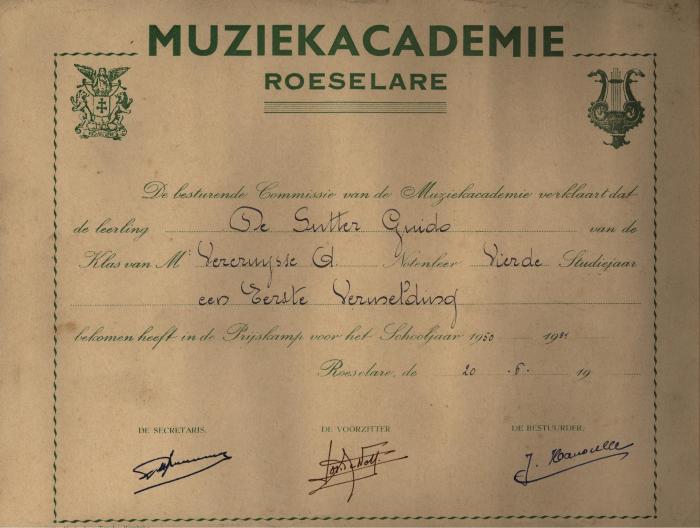 MUZIEKACADEMIE
ROESELARE
De besturende Commissie van de Muziekacademie verklaart dat
de leerling De Sutter Guido van de
Klas van Mr Vercruysse G. Notenleer Vierde Studiejaar
een Eerste Vermelding
bekomen heeft in de Prijskamp voor het Schooljaar 1950 1951
Roeselare, de 20 - 6 - 19
DE SECRETARIS, DE VOORZITTER DE BESTUURDER,
J. Hanoulle